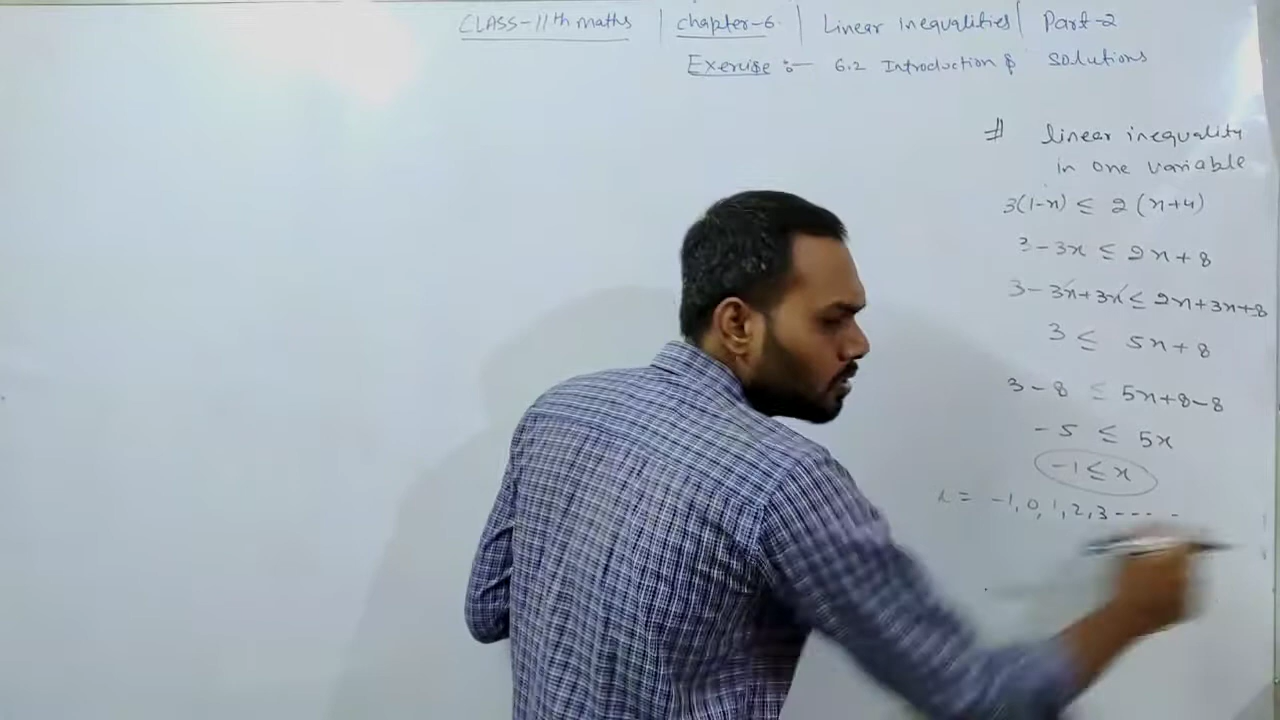 CLASS-11th maths | chapter-6 | Linear Inequalities | Part-2
Exercise :- 6.2 Introduction & Solutions
# linear inequality
in one variable
3(1-x) ≤ 2(x+4)
3-3x ≤ 2x+8
3-3x+3x ≤ 2x+3x+8
3 ≤ 5x+8
3-8 ≤ 5x+8-8
-5 ≤ 5x
-1 ≤ x
x = -1, 0, 1, 2, 3-----